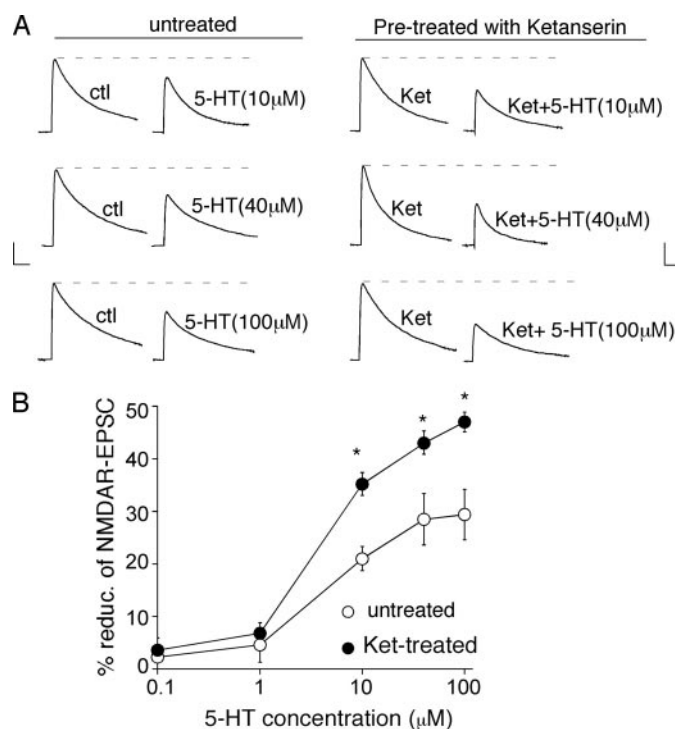 A
untreated
Pre-treated with Ketanserin
ctl
5-HT(10μM)
Ket
Ket+5-HT(10μM)
ctl
5-HT(40μM)
Ket
Ket+5-HT(40μM)
ctl
5-HT(100μM)
Ket
Ket+ 5-HT(100μM)
B
% reduc. of NMDAR-EPSC
50
40
30
20
10
0
*
*
*
untreated
Ket-treated
0.1
1
10
100
5-HT concentration (μM)